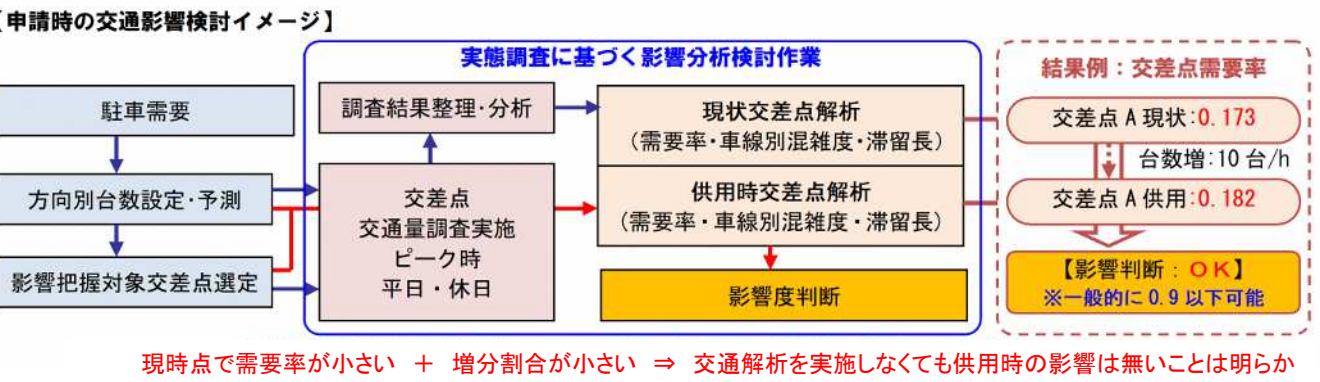 【申請時の交通影響検討イメージ】
駐車需要
方向別台数設定・予測
影響把握対象交差点選定
実態調査に基づく影響分析検討作業
調査結果整理・分析
交差点
交通量調査実施
ピーク時
平日・休日
現状交差点解析
（需要率・車線別混雑度・滞留長）
供用時交差点解析
（需要率・車線別混雑度・滞留長）
影響度判断
結果例：交差点需要率
交差点 A 現状：0.173
台数増：10 台/h
交差点 A 供用：0.182
【影響判断：ＯＫ】
※一般的に 0.9 以下可能
現時点で需要率が小さい ＋ 増分割合が小さい ⇒ 交通解析を実施しなくても供用時の影響は無いことは明らか